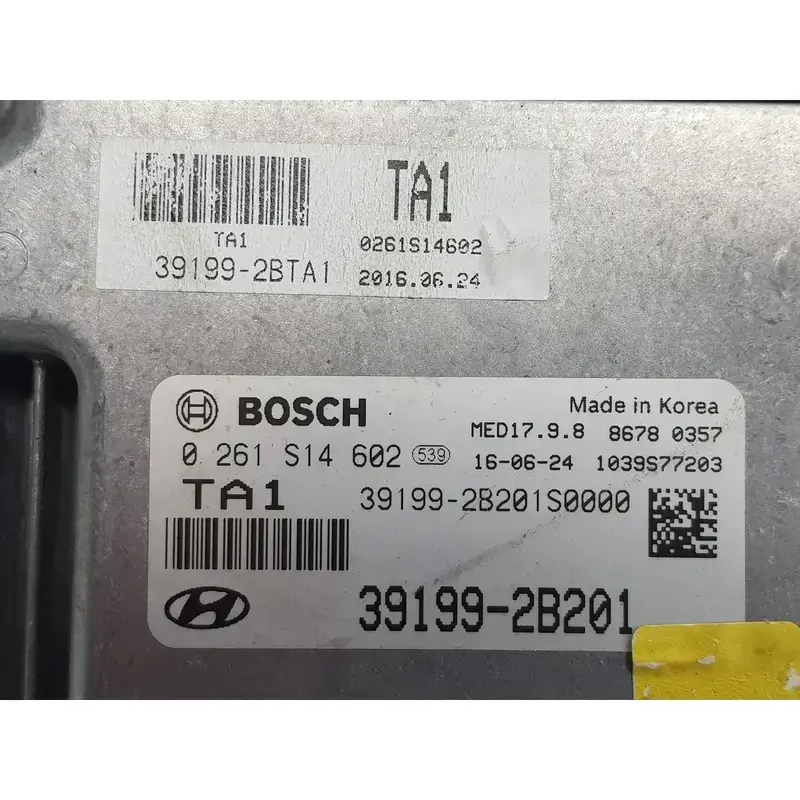 TA1
TA1
0261S14602
39199-2BTA1
2016.06.24
BOSCH
Made in Korea
MED17.9.8 8678 0357
0 261 S14 602 539
16-06-24 1039S77203
TA1
39199-2B201S0000
39199-2B201